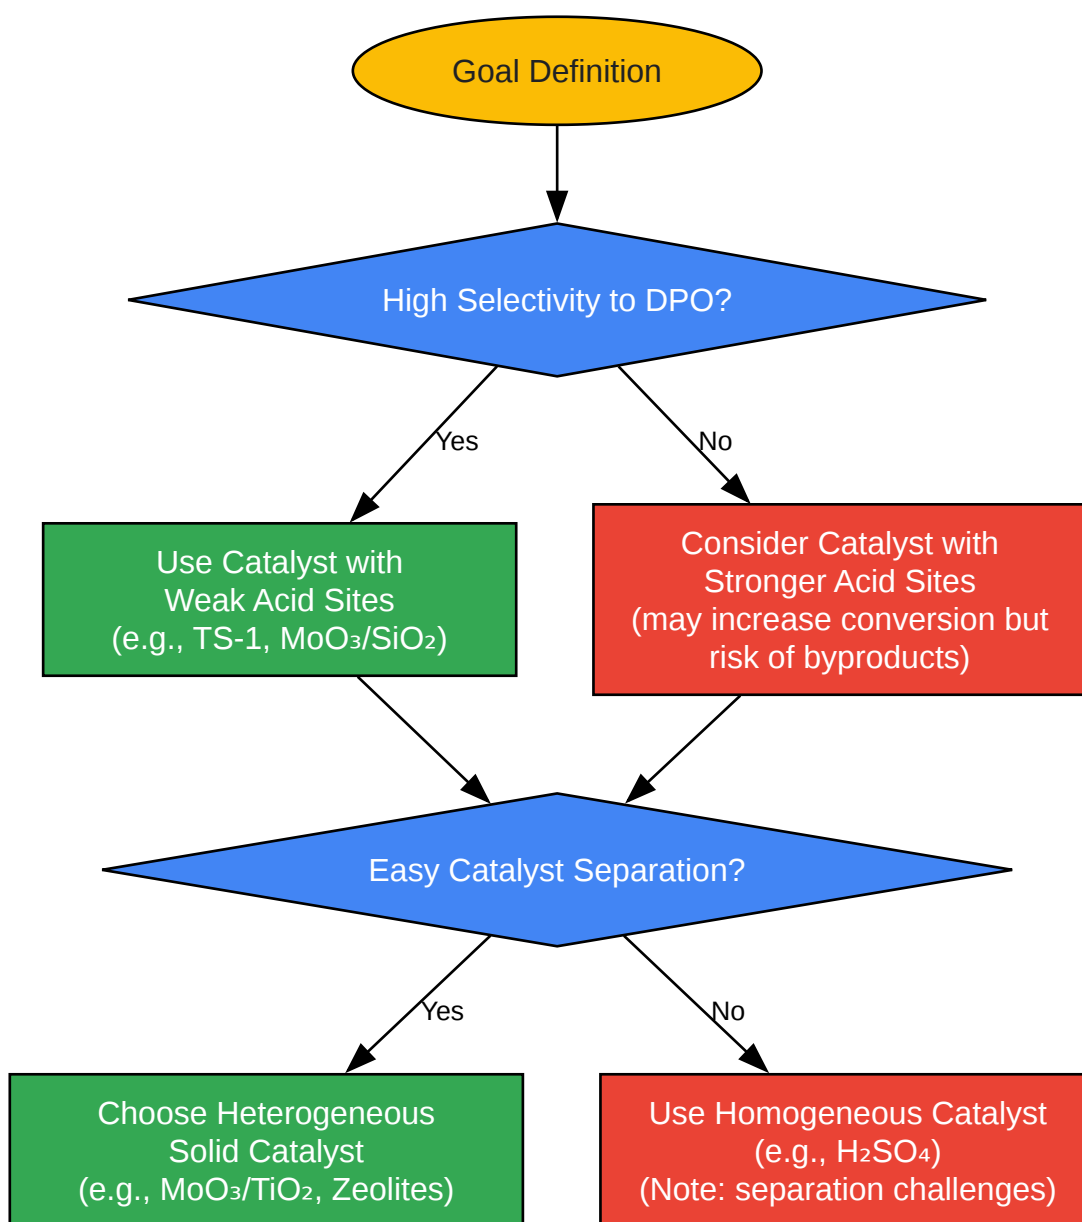 Goal Definition
High Selectivity to DPO?
Yes
No
Use Catalyst with
Weak Acid Sites
(e.g., TS-1, MoO₃/SiO₂)
Consider Catalyst with
Stronger Acid Sites
(may increase conversion but
risk of byproducts)
Easy Catalyst Separation?
Yes
No
Choose Heterogeneous
Solid Catalyst
(e.g., MoO₃/TiO₂, Zeolites)
Use Homogeneous Catalyst
(e.g., H₂SO₄)
(Note: separation challenges)